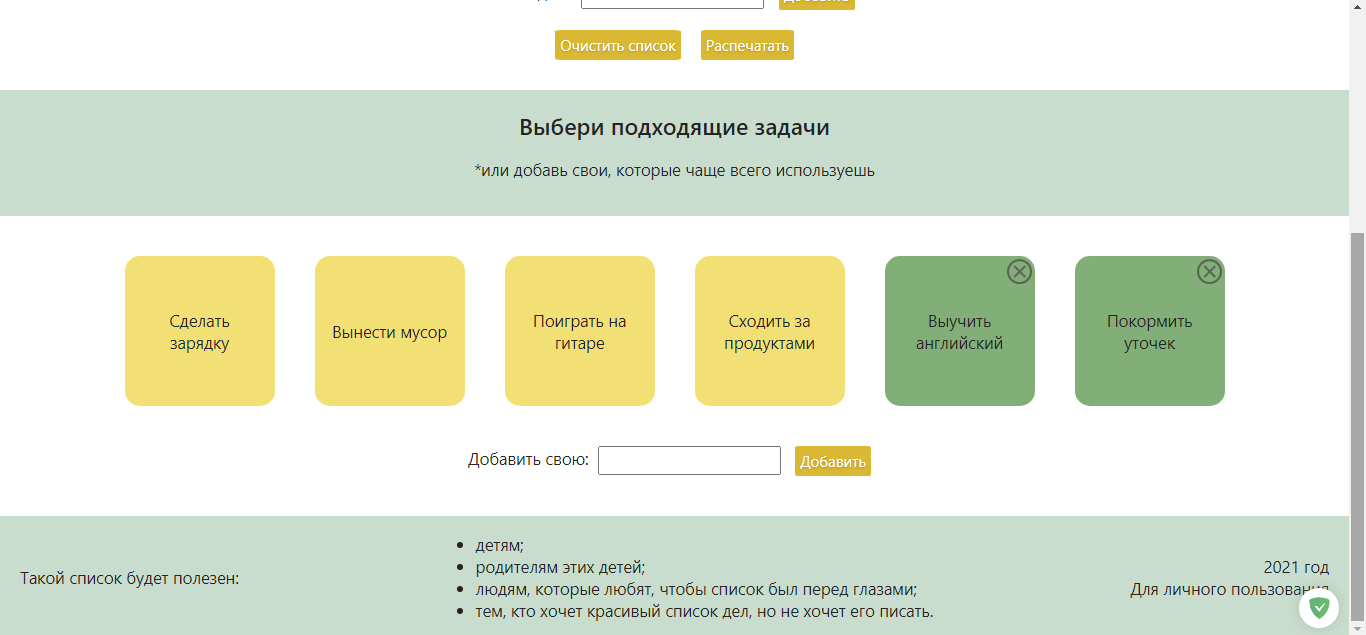 Очистить список
Распечатать
Выбери подходящие задачи
*или добавь свои, которые чаще всего используешь
Сделать
зарядку
Вынести мусор
Поиграть на
гитаре
Сходить за
продуктами
Выучить
английский
Покормить
уточек
Добавить свою:
Добавить
Такой список будет полезен:
детям;
родителям этих детей;
людям, которые любят, чтобы список был перед глазами;
тем, кто хочет красивый список дел, но не хочет его писать.
2021 год
Для личного пользования